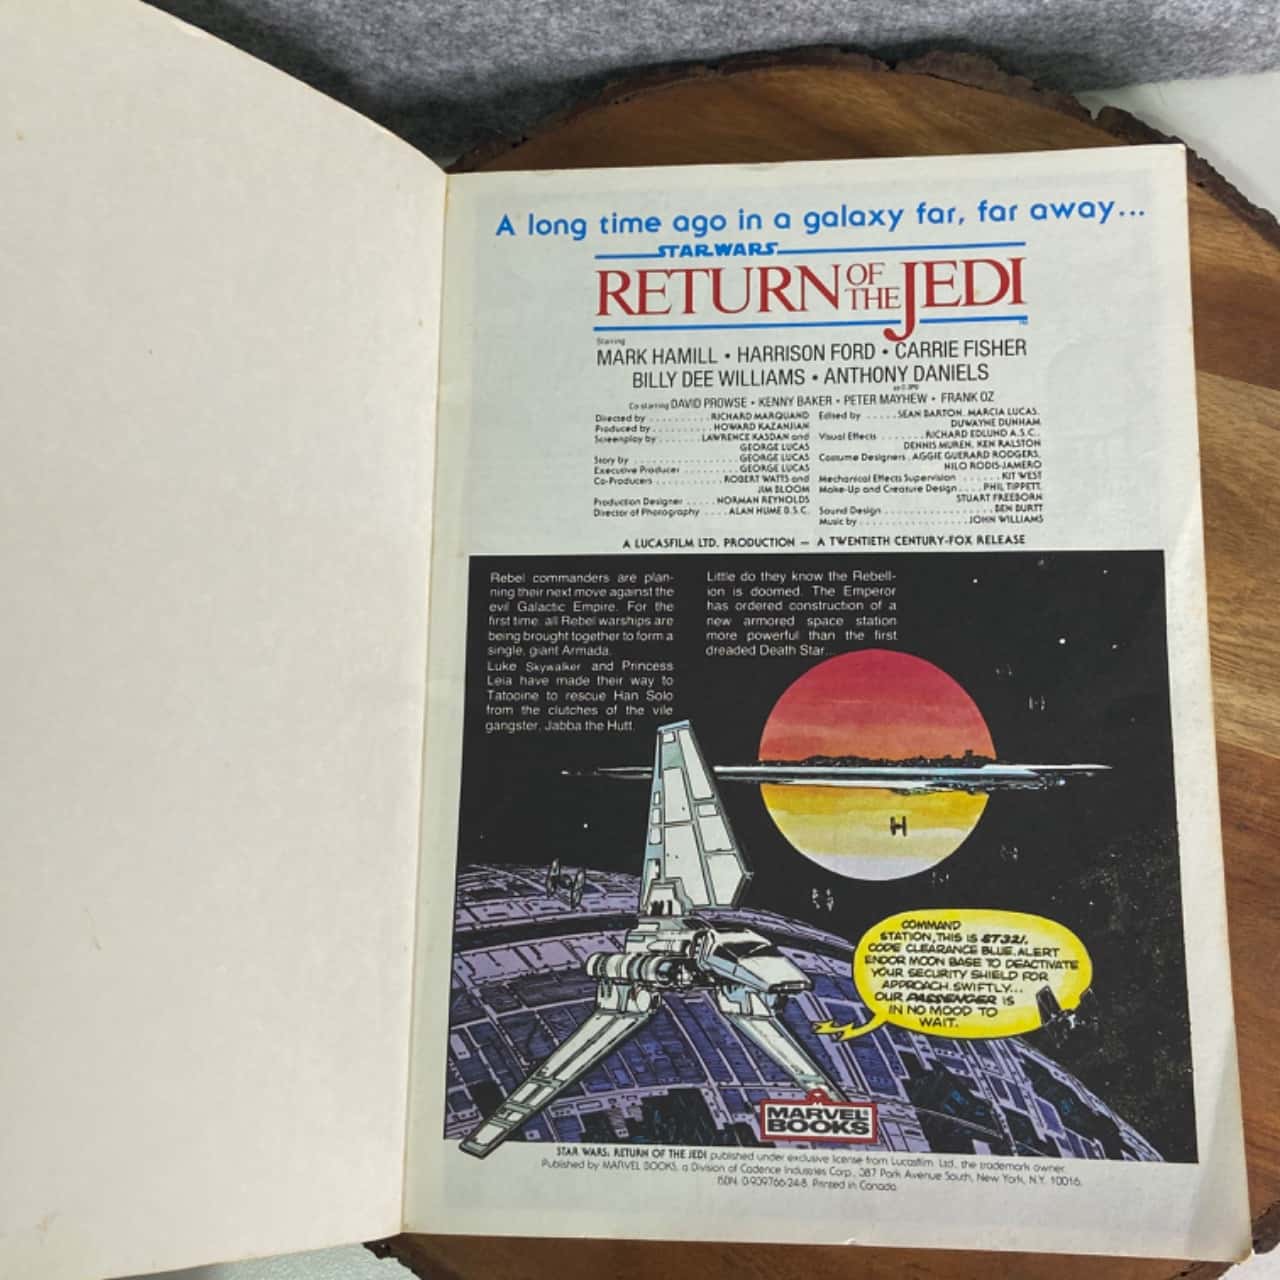 A long time ago in a galaxy far, far away...
STAR WARS
RETURN OF THE JEDI
TM
Starring
MARK HAMILL • HARRISON FORD • CARRIE FISHER
BILLY DEE WILLIAMS • ANTHONY DANIELS
as C-3PO
Co-starring DAVID PROWSE • KENNY BAKER • PETER MAYHEW • FRANK OZ
Directed by .......... RICHARD MARQUAND
Produced by .......... HOWARD KAZANJIAN
Screenplay by ....... LAWRENCE KASDAN and
GEORGE LUCAS
Story by ................. GEORGE LUCAS
Executive Producer ........ GEORGE LUCAS
Co-Producers ........... ROBERT WATTS and
JIM BLOOM
Production Designer ..... NORMAN REYNOLDS
Director of Photography .... ALAN HUME B.S.C.
Edited by ..... SEAN BARTON, MARCIA LUCAS,
DUWAYNE DUNHAM
Visual Effects ....... RICHARD EDLUND A.S.C.,
DENNIS MUREN, KEN RALSTON
Costume Designers . AGGIE GUERARD RODGERS,
NILO RODIS-JAMERO
Mechanical Effects Supervision ...... KIT WEST
Make-Up and Creature Design .... PHIL TIPPETT,
STUART FREEBORN
Sound Design ................. BEN BURTT
Music by ................. JOHN WILLIAMS
A LUCASFILM LTD. PRODUCTION — A TWENTIETH CENTURY-FOX RELEASE
Rebel commanders are plan-
ning their next move against the
evil Galactic Empire. For the
first time, all Rebel warships are
being brought together to form a
single, giant Armada.
Luke Skywalker and Princess
Leia have made their way to
Tatooine to rescue Han Solo
from the clutches of the vile
gangster, Jabba the Hutt.
Little do they know the Rebell-
ion is doomed. The Emperor
has ordered construction of a
new armored space station
more powerful than the first
dreaded Death Star...
COMMAND
STATION, THIS IS ST321.
CODE CLEARANCE BLUE. ALERT
ENDOR MOON BASE TO DEACTIVATE
YOUR SECURITY SHIELD FOR
APPROACH. SWIFTLY...
OUR PASSENGER IS
IN NO MOOD TO
WAIT.
MARVEL®
BOOKS
STAR WARS: RETURN OF THE JEDI published under exclusive license from Lucasfilm, Ltd., the trademark owner.
Published by MARVEL BOOKS, a Division of Cadence Industries Corp., 387 Park Avenue South, New York, N.Y. 10016.
ISBN 0-939766-24-8. Printed in Canada.